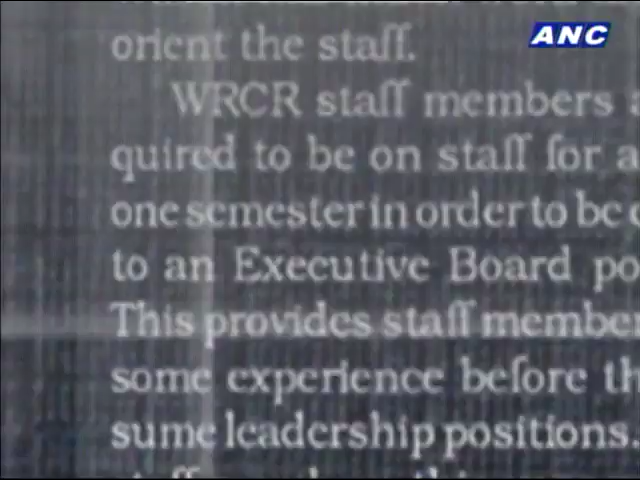 ANC
orient the staff.
WRCR staff members
quired to be on staff for a
one semester in order to be
to an Executive Board po
This provides staff member
some experience before th
sume leadership positions.